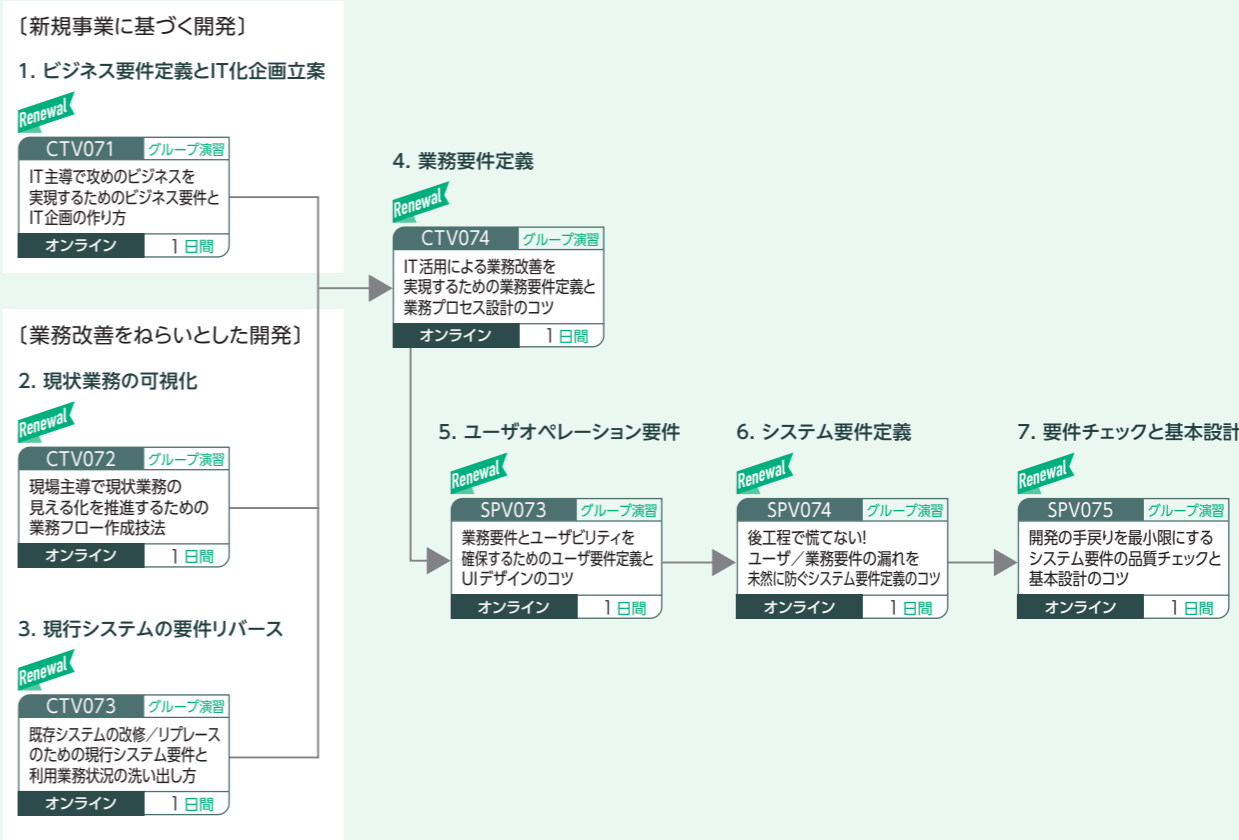 〔新規事業に基づく開発〕
1. ビジネス要件定義とIT化企画立案
Renewal
CTV071 グループ演習
IT主導で攻めのビジネスを
実現するためのビジネス要件と
IT企画の作り方
オンライン 1日間
〔業務改善をねらいとした開発〕
2. 現状業務の可視化
Renewal
CTV072 グループ演習
現場主導で現状業務の
見える化を推進するための
業務フロー作成技法
オンライン 1日間
3. 現行システムの要件リバース
Renewal
CTV073 グループ演習
既存システムの改修／リプレース
のための現行システム要件と
利用業務状況の洗い出し方
オンライン 1日間
4. 業務要件定義
Renewal
CTV074 グループ演習
IT活用による業務改善を
実現するための業務要件定義と
業務プロセス設計のコツ
オンライン 1日間
5. ユーザオペレーション要件
Renewal
SPV073 グループ演習
業務要件とユーザビリティを
確保するためのユーザ要件定義と
UIデザインのコツ
オンライン 1日間
6. システム要件定義
Renewal
SPV074 グループ演習
後工程で慌てない!
ユーザ／業務要件の漏れを
未然に防ぐシステム要件定義のコツ
オンライン 1日間
7. 要件チェックと基本設計
Renewal
SPV075 グループ演習
開発の手戻りを最小限にする
システム要件の品質チェックと
基本設計のコツ
オンライン 1日間